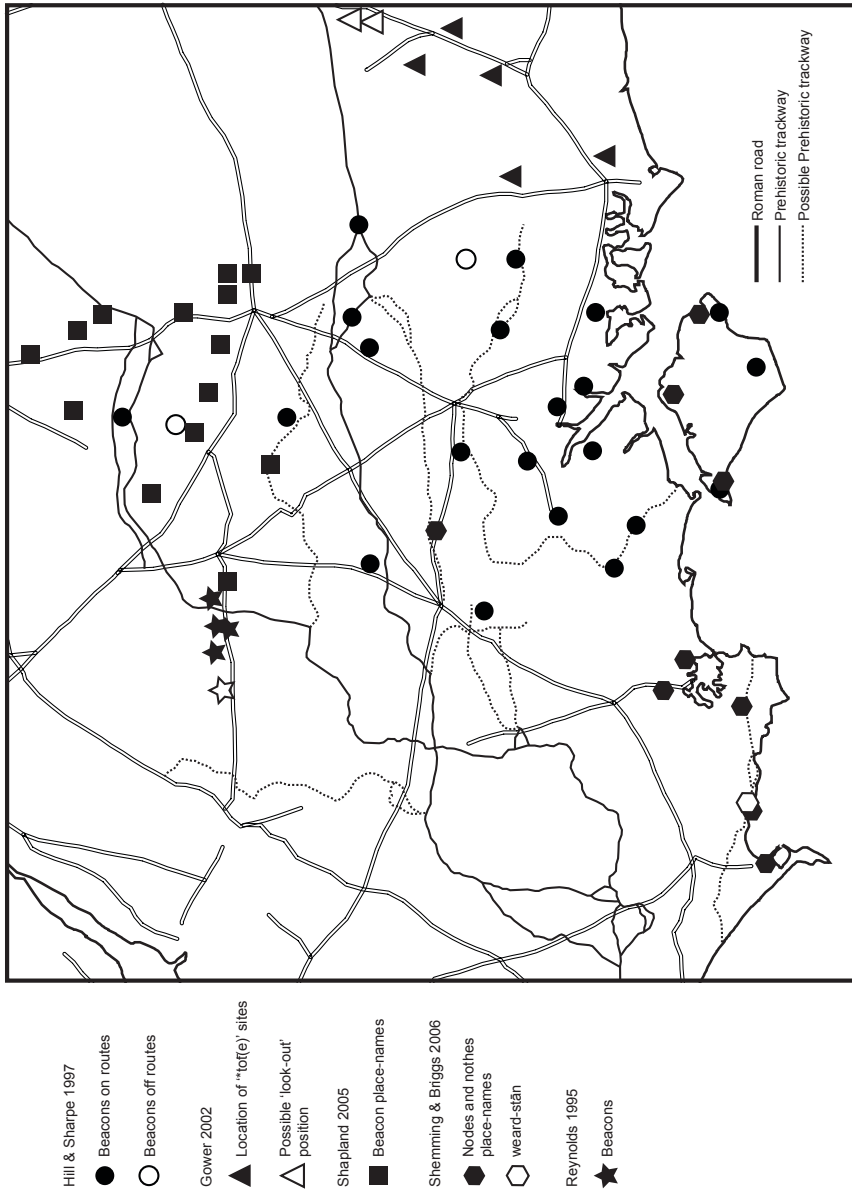 Hill & Sharpe 1997
Beacons on routes
Beacons off routes
Gower 2002
Location of '*tōt(e)' sites
Possible 'look-out'
position
Shapland 2005
Beacon place-names
Shemming & Briggs 2006
Nodes and nothes
place-names
weard-stān
Reynolds 1995
Beacons
Roman road
Prehistoric trackway
Possible Prehistoric trackway